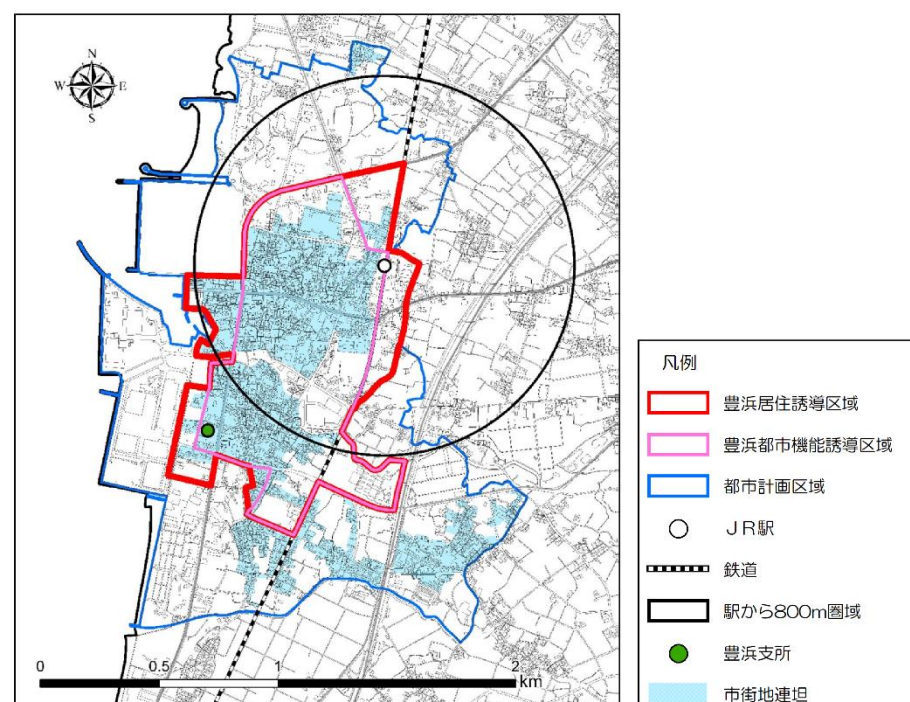 N
W E
S
0 0.5 1 2
km
凡例
豊浜居住誘導区域
豊浜都市機能誘導区域
都市計画区域
JR駅
鉄道
駅から800m圏域
豊浜支所
市街地連坦